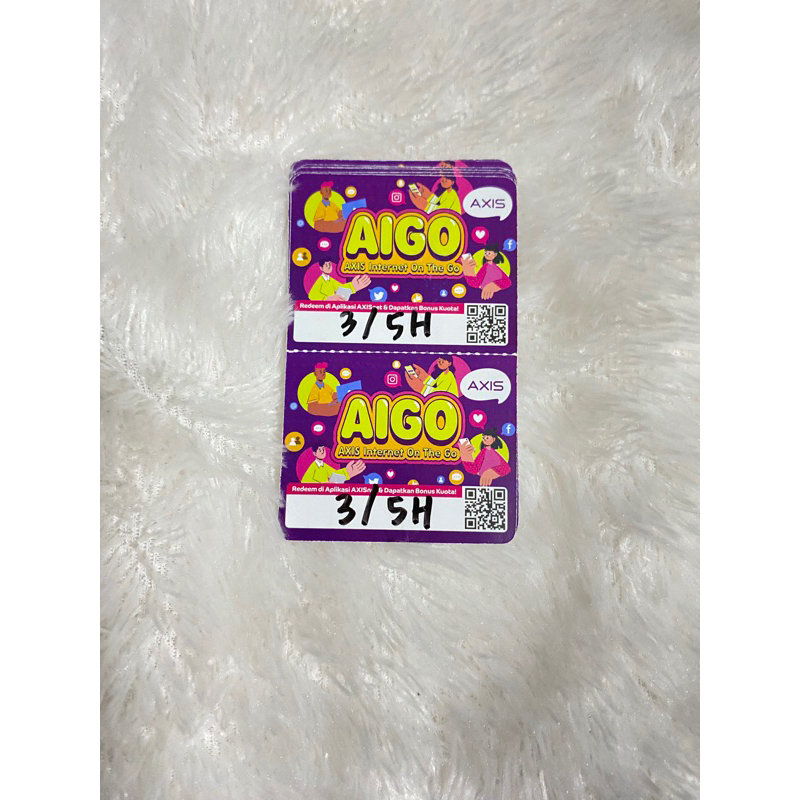 AXIS
AIGO
AXIS Internet On The Go
Redeem di Aplikasi AXISnet & Dapatkan Bonus Kuota!
3/5H
AXIS
AIGO
AXIS Internet On The Go
Redeem di Aplikasi AXISnet & Dapatkan Bonus Kuota!
3/5H